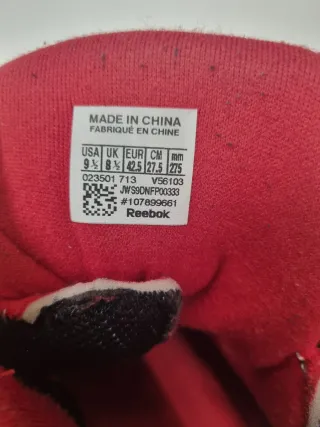 MADE IN CHINA
FABRIQUÉ EN CHINE
USA UK EUR CM mm
9 ½ 8 ½ 42.5 27.5 275
023501 713 V56103
JWS9DNFP00333
#107899661
Reebok